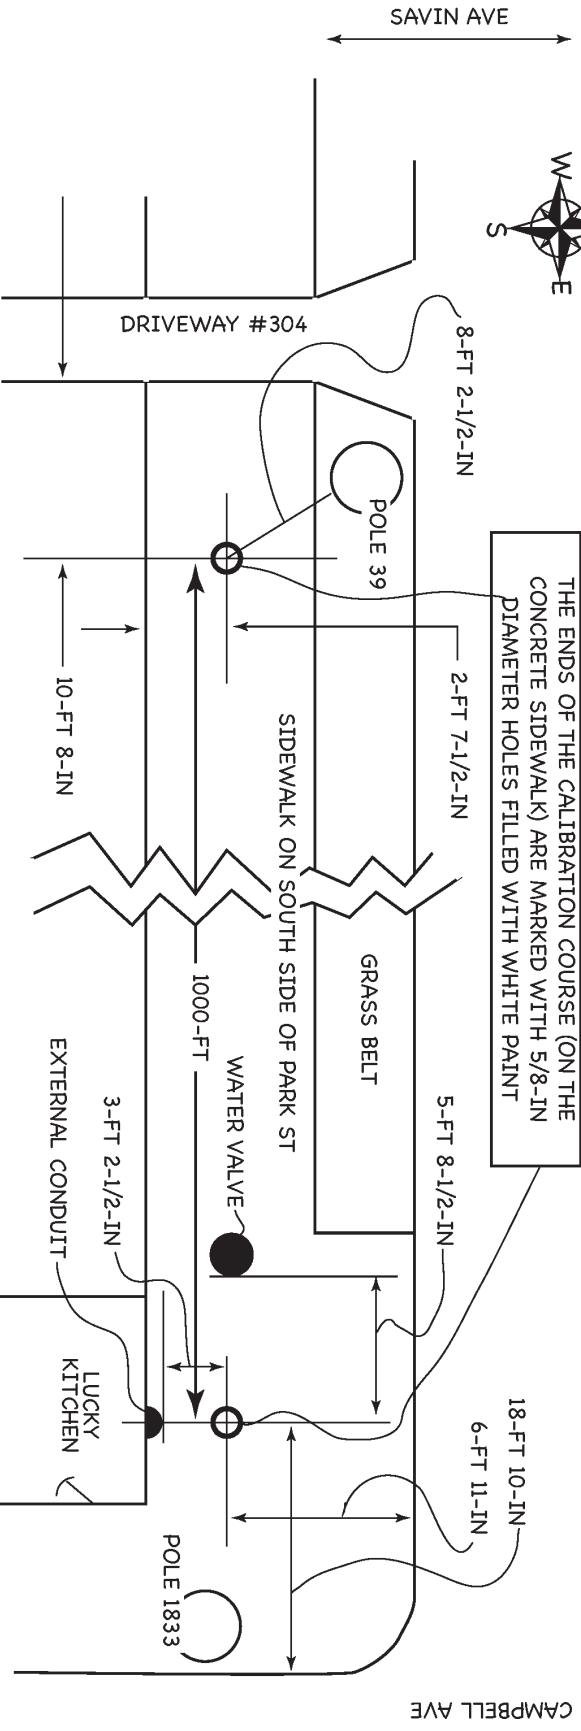 SAVIN AVE
W
S
E
DRIVEWAY #304
8-FT 2-1/2-IN
POLE 39
THE ENDS OF THE CALIBRATION COURSE (ON THE
CONCRETE SIDEWALK) ARE MARKED WITH 5/8-IN
DIAMETER HOLES FILLED WITH WHITE PAINT
2-FT 7-1/2-IN
10-FT 8-IN
SIDEWALK ON SOUTH SIDE OF PARK ST
GRASS BELT
1000-FT
WATER VALVE
EXTERNAL CONDUIT
3-FT 2-1/2-IN
5-FT 8-1/2-IN
LUCKY
KITCHEN
18-FT 10-IN
6-FT 11-IN
POLE 1833
CAMPBELL AVE